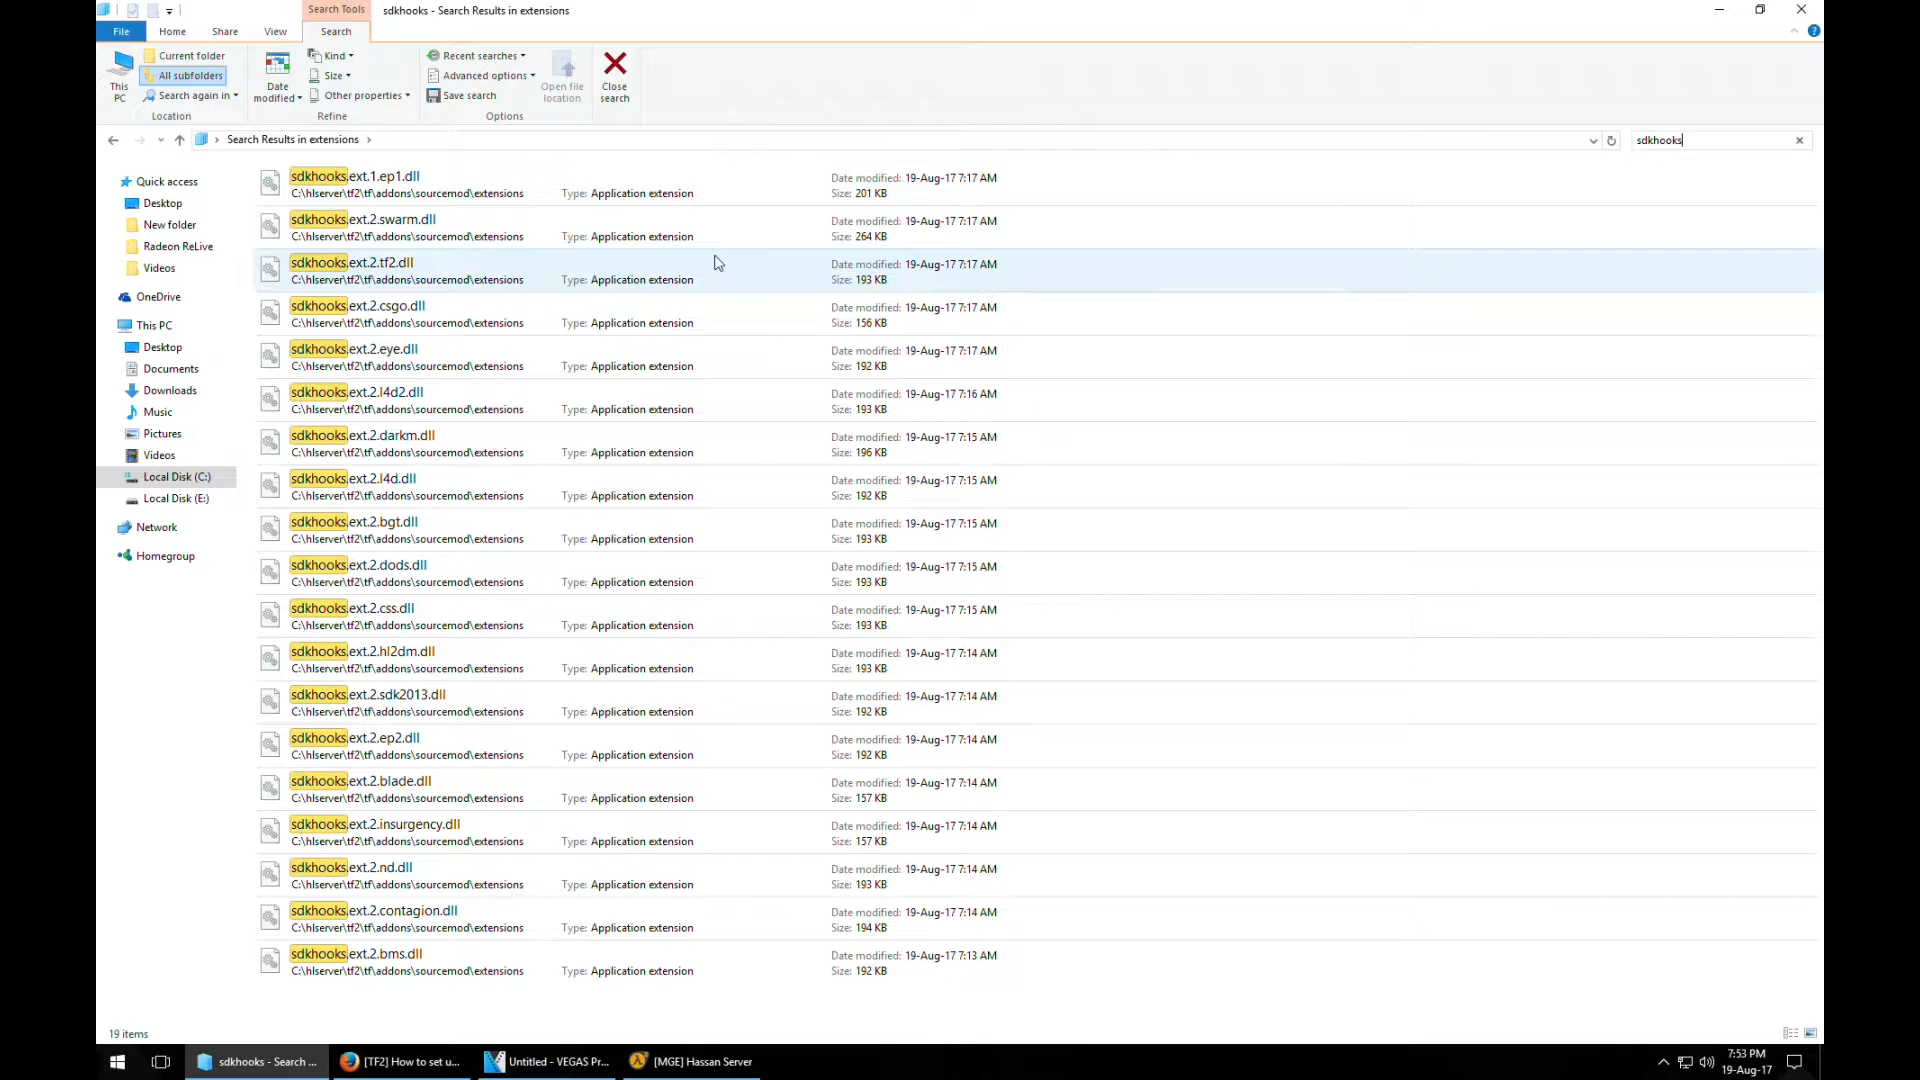 Search Tools
sdkhooks - Search Results in extensions
File
Home
Share
View
Search
This PC
Current folder
All subfolders
Search again in
Location
Date modified
Kind
Size
Other properties
Refine
Recent searches
Advanced options
Save search
Options
Open file location
Close search
Search Results in extensions
sdkhooks
Quick access
Desktop
New folder
Radeon ReLive
Videos
OneDrive
This PC
Desktop
Documents
Downloads
Music
Pictures
Videos
Local Disk (C:)
Local Disk (E:)
Network
Homegroup
sdkhooks.ext.1.ep1.dll Date modified: 19-Aug-17 7:17 AM
C:\hlserver\tf2\tf\addons\sourcemod\extensions Type: Application extension Size: 201 KB
sdkhooks.ext.2.swarm.dll Date modified: 19-Aug-17 7:17 AM
C:\hlserver\tf2\tf\addons\sourcemod\extensions Type: Application extension Size: 264 KB
sdkhooks.ext.2.tf2.dll Date modified: 19-Aug-17 7:17 AM
C:\hlserver\tf2\tf\addons\sourcemod\extensions Type: Application extension Size: 193 KB
sdkhooks.ext.2.csgo.dll Date modified: 19-Aug-17 7:17 AM
C:\hlserver\tf2\tf\addons\sourcemod\extensions Type: Application extension Size: 156 KB
sdkhooks.ext.2.eye.dll Date modified: 19-Aug-17 7:17 AM
C:\hlserver\tf2\tf\addons\sourcemod\extensions Type: Application extension Size: 192 KB
sdkhooks.ext.2.l4d2.dll Date modified: 19-Aug-17 7:16 AM
C:\hlserver\tf2\tf\addons\sourcemod\extensions Type: Application extension Size: 193 KB
sdkhooks.ext.2.darkm.dll Date modified: 19-Aug-17 7:15 AM
C:\hlserver\tf2\tf\addons\sourcemod\extensions Type: Application extension Size: 196 KB
sdkhooks.ext.2.l4d.dll Date modified: 19-Aug-17 7:15 AM
C:\hlserver\tf2\tf\addons\sourcemod\extensions Type: Application extension Size: 192 KB
sdkhooks.ext.2.bgt.dll Date modified: 19-Aug-17 7:15 AM
C:\hlserver\tf2\tf\addons\sourcemod\extensions Type: Application extension Size: 193 KB
sdkhooks.ext.2.dods.dll Date modified: 19-Aug-17 7:15 AM
C:\hlserver\tf2\tf\addons\sourcemod\extensions Type: Application extension Size: 193 KB
sdkhooks.ext.2.css.dll Date modified: 19-Aug-17 7:15 AM
C:\hlserver\tf2\tf\addons\sourcemod\extensions Type: Application extension Size: 193 KB
sdkhooks.ext.2.hl2dm.dll Date modified: 19-Aug-17 7:14 AM
C:\hlserver\tf2\tf\addons\sourcemod\extensions Type: Application extension Size: 193 KB
sdkhooks.ext.2.sdk2013.dll Date modified: 19-Aug-17 7:14 AM
C:\hlserver\tf2\tf\addons\sourcemod\extensions Type: Application extension Size: 192 KB
sdkhooks.ext.2.ep2.dll Date modified: 19-Aug-17 7:14 AM
C:\hlserver\tf2\tf\addons\sourcemod\extensions Type: Application extension Size: 192 KB
sdkhooks.ext.2.blade.dll Date modified: 19-Aug-17 7:14 AM
C:\hlserver\tf2\tf\addons\sourcemod\extensions Type: Application extension Size: 157 KB
sdkhooks.ext.2.insurgency.dll Date modified: 19-Aug-17 7:14 AM
C:\hlserver\tf2\tf\addons\sourcemod\extensions Type: Application extension Size: 157 KB
sdkhooks.ext.2.nd.dll Date modified: 19-Aug-17 7:14 AM
C:\hlserver\tf2\tf\addons\sourcemod\extensions Type: Application extension Size: 193 KB
sdkhooks.ext.2.contagion.dll Date modified: 19-Aug-17 7:14 AM
C:\hlserver\tf2\tf\addons\sourcemod\extensions Type: Application extension Size: 194 KB
sdkhooks.ext.2.bms.dll Date modified: 19-Aug-17 7:13 AM
C:\hlserver\tf2\tf\addons\sourcemod\extensions Type: Application extension Size: 192 KB
19 items
sdkhooks - Search ...
[TF2] How to set u...
Untitled - VEGAS Pr...
[MGE] Hassan Server
7:53 PM
19-Aug-17